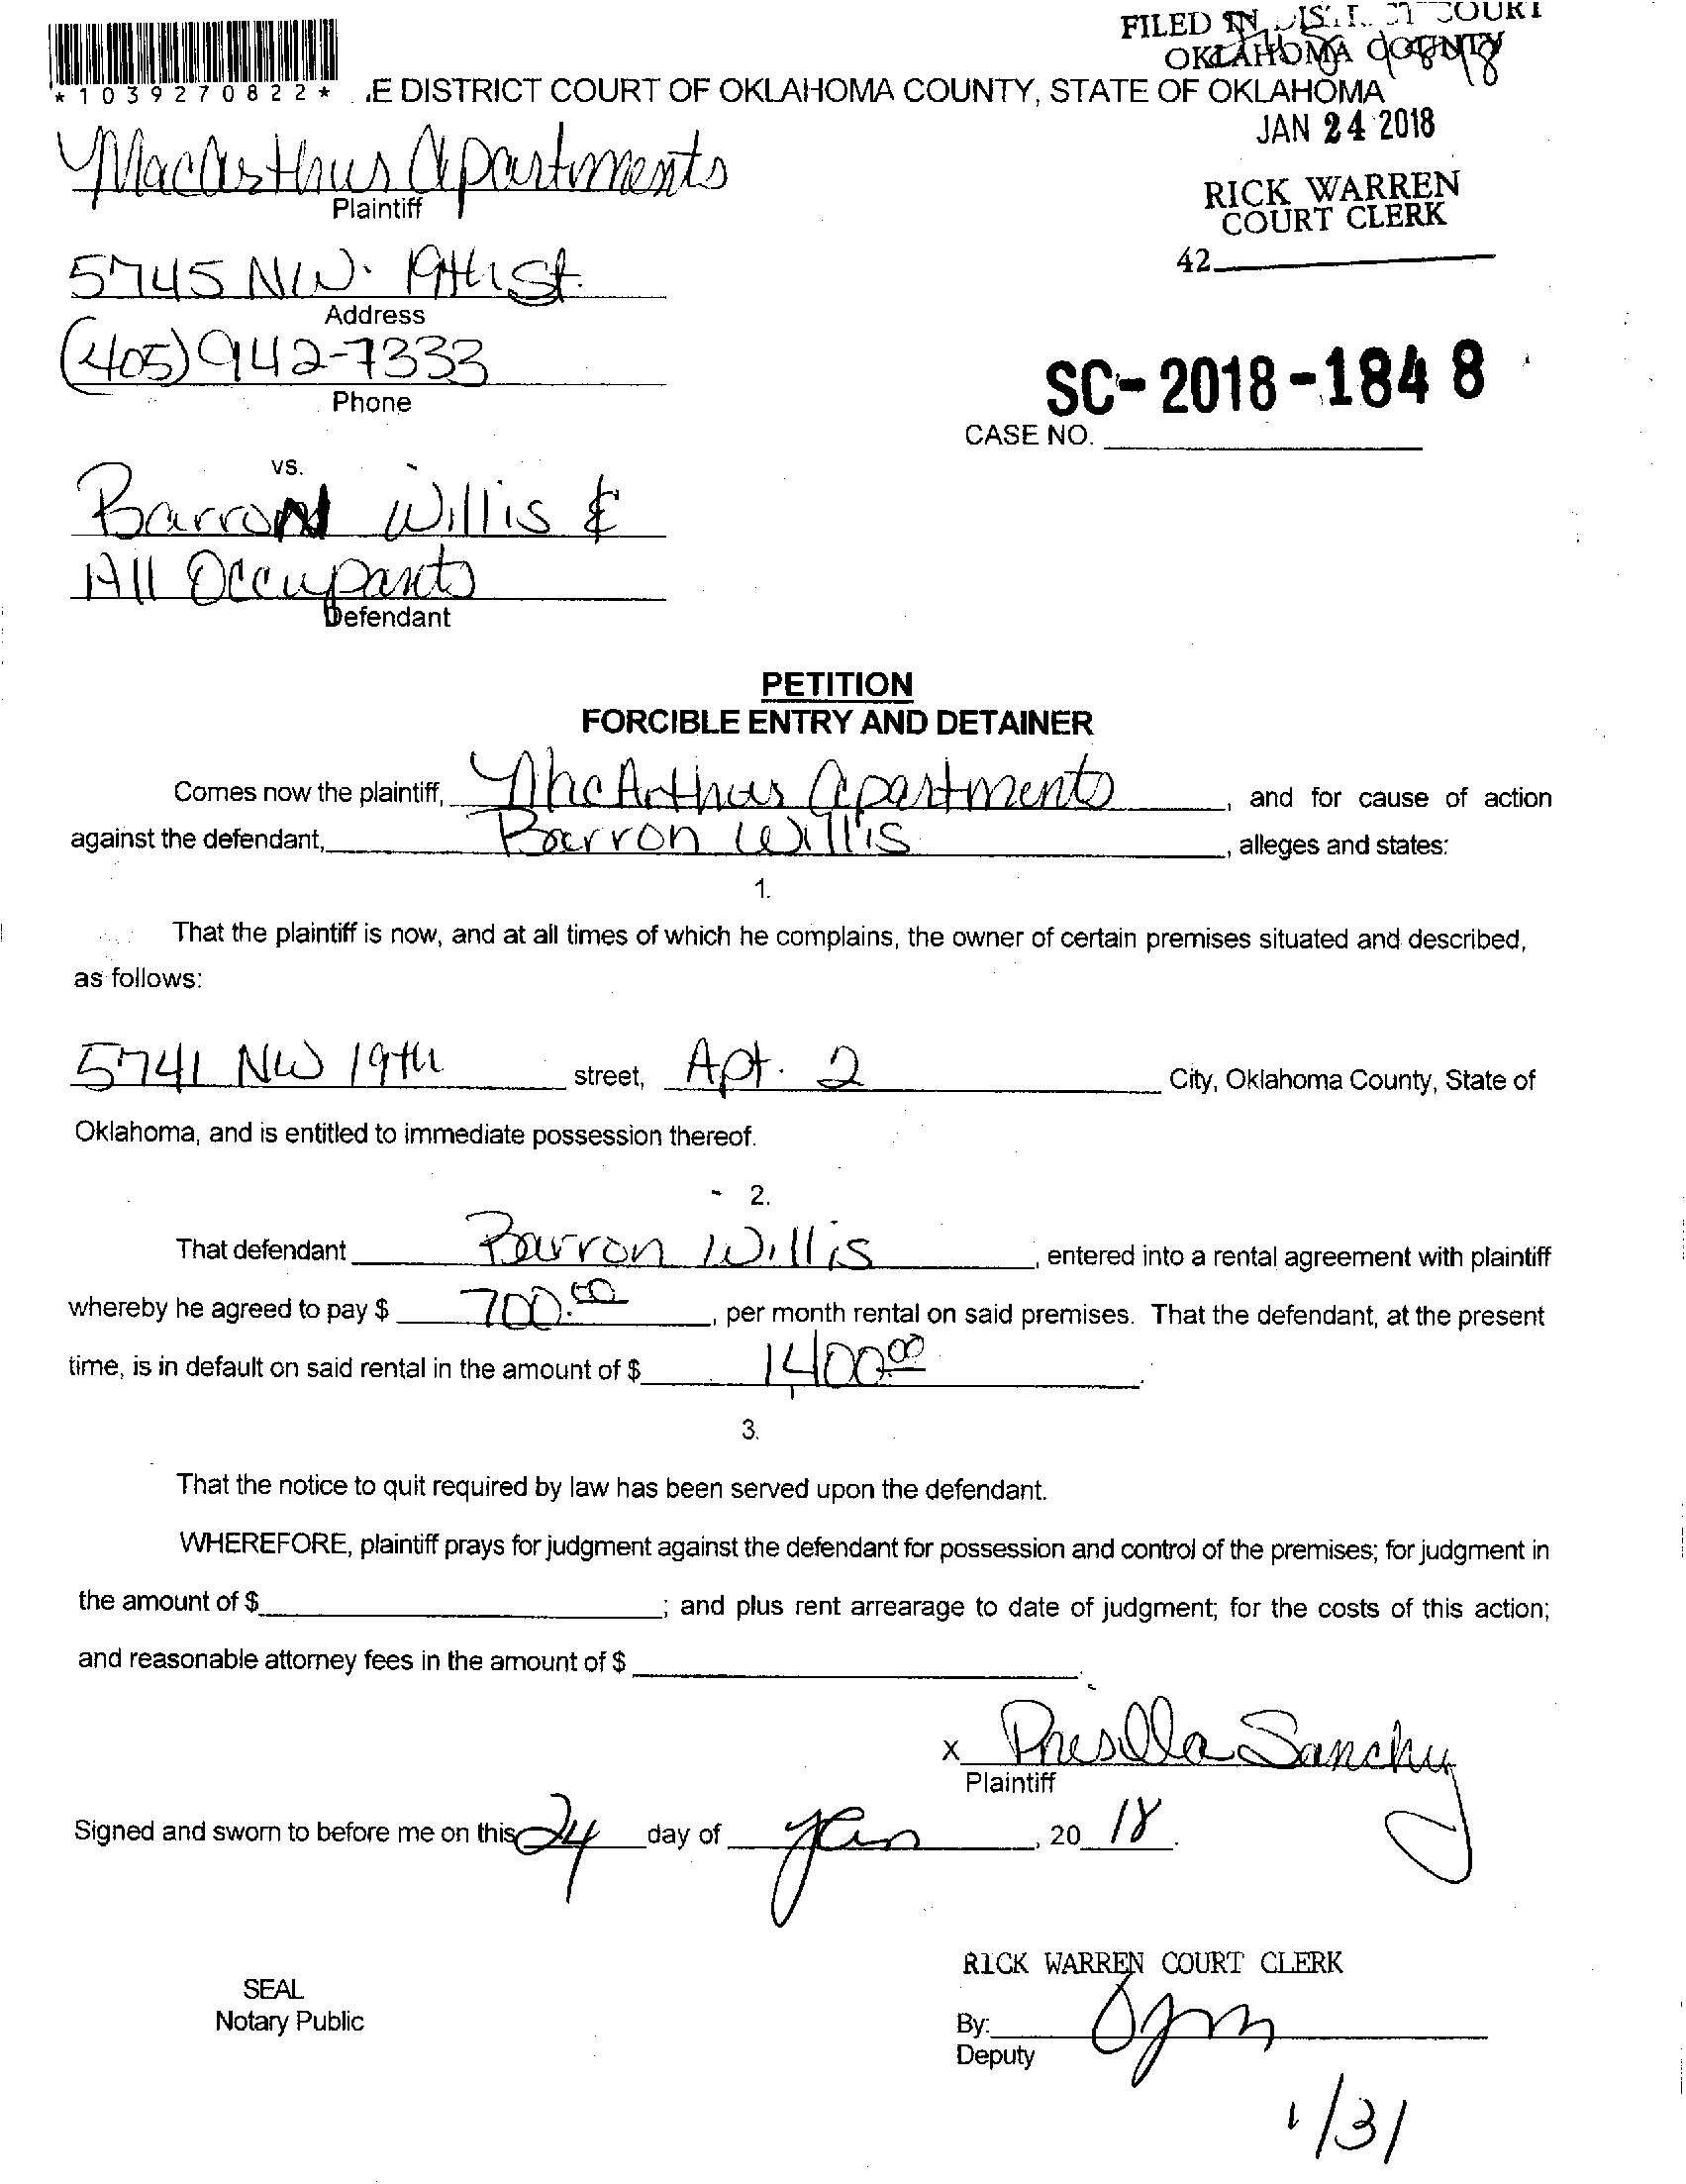 FILED IN COURT
OKLAHOMA COUNTY
*1039270822*
E DISTRICT COURT OF OKLAHOMA COUNTY, STATE OF OKLAHOMA
JAN 24 2018
MacArthur Apartments
Plaintiff
RICK WARREN
COURT CLERK
42
5745 NW. 19th St.
Address
(405) 942-7333
Phone
SC-2018-1848
CASE NO.
vs.
Barron Willis &
All Occupants
Defendant
PETITION
FORCIBLE ENTRY AND DETAINER
Comes now the plaintiff, MacArthur Apartments, and for cause of action
against the defendant, Barron Willis, alleges and states:
1.
That the plaintiff is now, and at all times of which he complains, the owner of certain premises situated and described,
as follows:
5741 NW 19th street, Apt. 2 City, Oklahoma County, State of
Oklahoma, and is entitled to immediate possession thereof.
2.
That defendant Barron Willis, entered into a rental agreement with plaintiff
whereby he agreed to pay $ 700.00, per month rental on said premises. That the defendant, at the present
time, is in default on said rental in the amount of $ 1400.00.
3.
That the notice to quit required by law has been served upon the defendant.
WHEREFORE, plaintiff prays for judgment against the defendant for possession and control of the premises; for judgment in
the amount of $ ; and plus rent arrearage to date of judgment; for the costs of this action;
and reasonable attorney fees in the amount of $ .
x
Plaintiff
Signed and sworn to before me on this 24 day of Jan, 20 18.
RICK WARREN COURT CLERK
SEAL
Notary Public
By:
Deputy
1/31